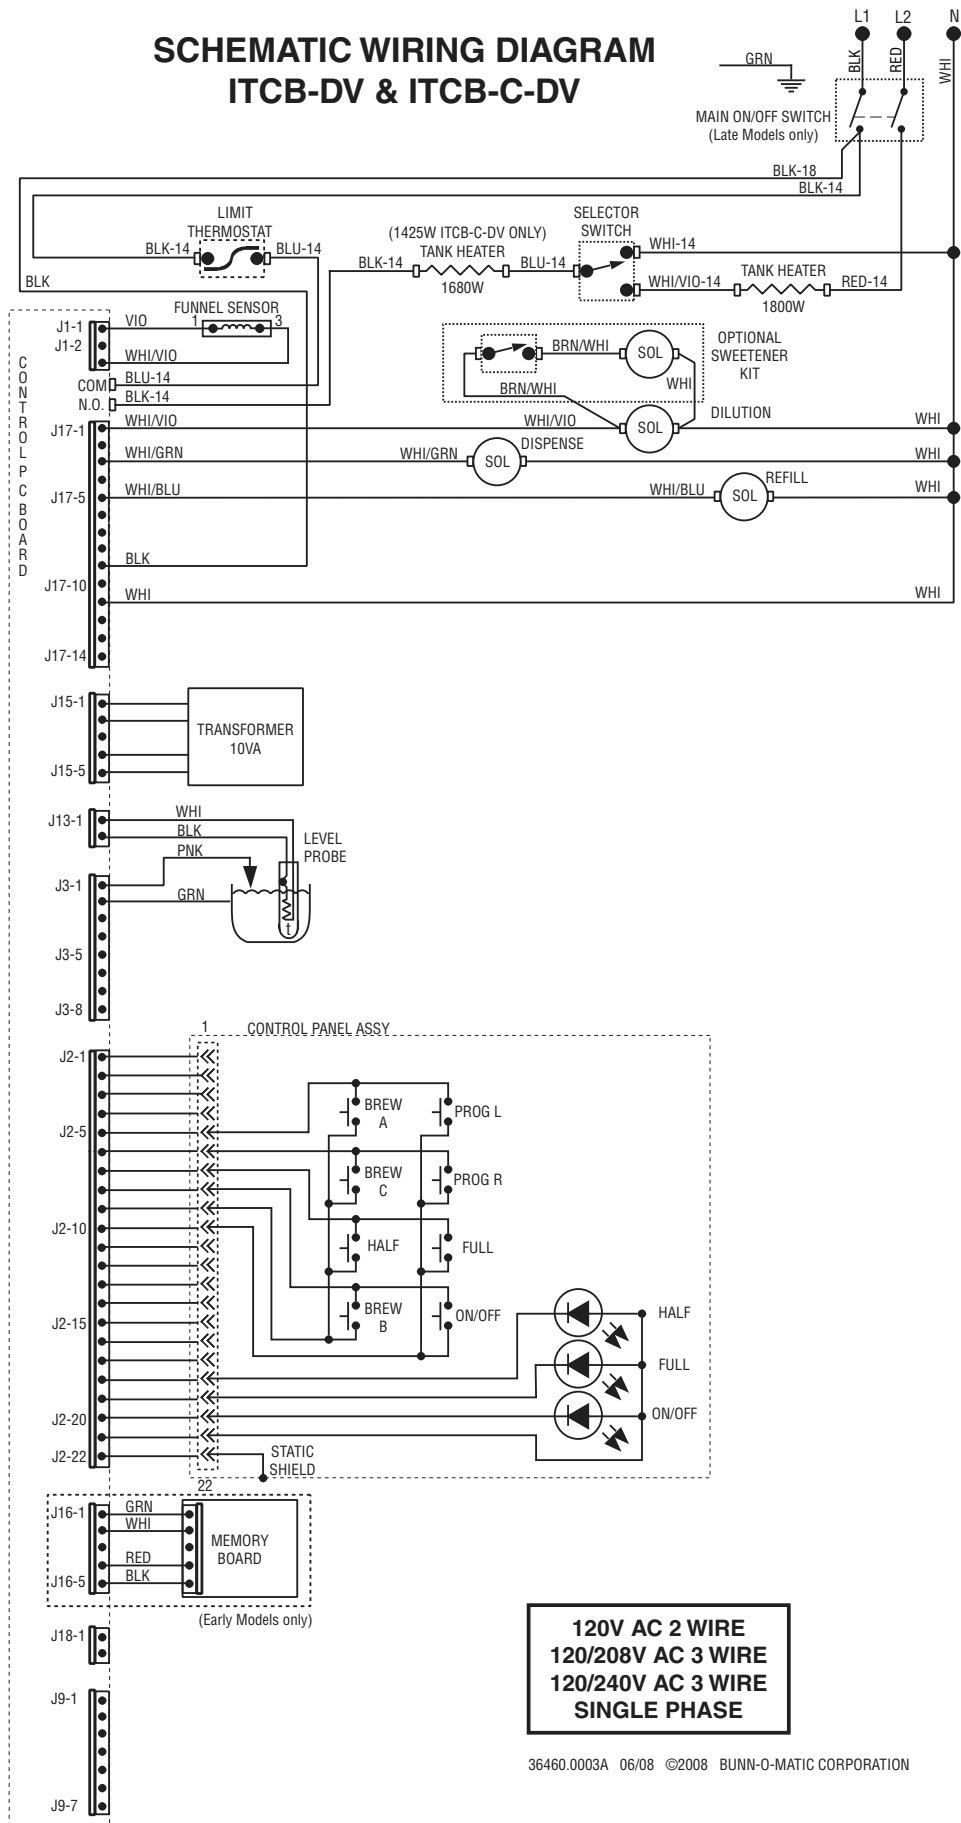 L1 L2 N
SCHEMATIC WIRING DIAGRAM
ITCB-DV & ITCB-C-DV
GRN
BLK
RED
WHI
MAIN ON/OFF SWITCH
(Late Models only)
BLK-18
BLK-14
LIMIT
THERMOSTAT
BLK-14
BLU-14
(1425W ITCB-C-DV ONLY)
TANK HEATER
BLK-14
1680W
BLU-14
SELECTOR
SWITCH
WHI-14
WHI/VIO-14
TANK HEATER
1800W
RED-14
BLK
FUNNEL SENSOR
1
3
CONTROL PC BOARD
J1-1
VIO
J1-2
WHI/VIO
COM
BLU-14
N.O.
BLK-14
BRN/WHI
SOL
WHI
BRN/WHI
OPTIONAL
SWEETENER
KIT
J17-1
WHI/VIO
WHI/VIO
SOL
DILUTION
WHI
WHI/GRN
WHI/GRN
SOL
DISPENSE
WHI
J17-5
WHI/BLU
WHI/BLU
SOL
REFILL
WHI
BLK
J17-10
WHI
WHI
J17-14
J15-1
TRANSFORMER
10VA
J15-5
J13-1
WHI
BLK
LEVEL
PROBE
PNK
J3-1
GRN
t
J3-5
J3-8
1
CONTROL PANEL ASSY
J2-1
J2-5
BREW
A
PROG L
BREW
C
PROG R
J2-10
HALF
FULL
BREW
B
ON/OFF
J2-15
HALF
FULL
J2-20
ON/OFF
J2-22
STATIC
SHIELD
22
J16-1
GRN
WHI
MEMORY
BOARD
RED
J16-5
BLK
(Early Models only)
J18-1
J9-1
J9-7
120V AC 2 WIRE
120/208V AC 3 WIRE
120/240V AC 3 WIRE
SINGLE PHASE
36460.0003A 06/08 ©2008 BUNN-O-MATIC CORPORATION